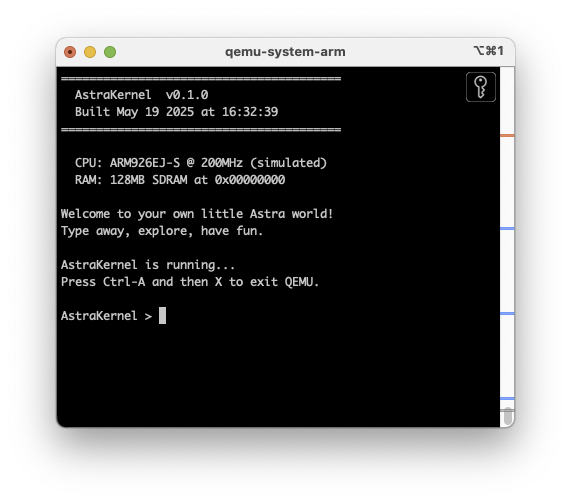 qemu-system-arm
⌥⌘1
========================================
AstraKernel  v0.1.0
Built May 19 2025 at 16:32:39
========================================
CPU: ARM926EJ-S @ 200MHz (simulated)
RAM: 128MB SDRAM at 0x00000000
Welcome to your own little Astra world!
Type away, explore, have fun.
AstraKernel is running...
Press Ctrl-A and then X to exit QEMU.
AstraKernel >